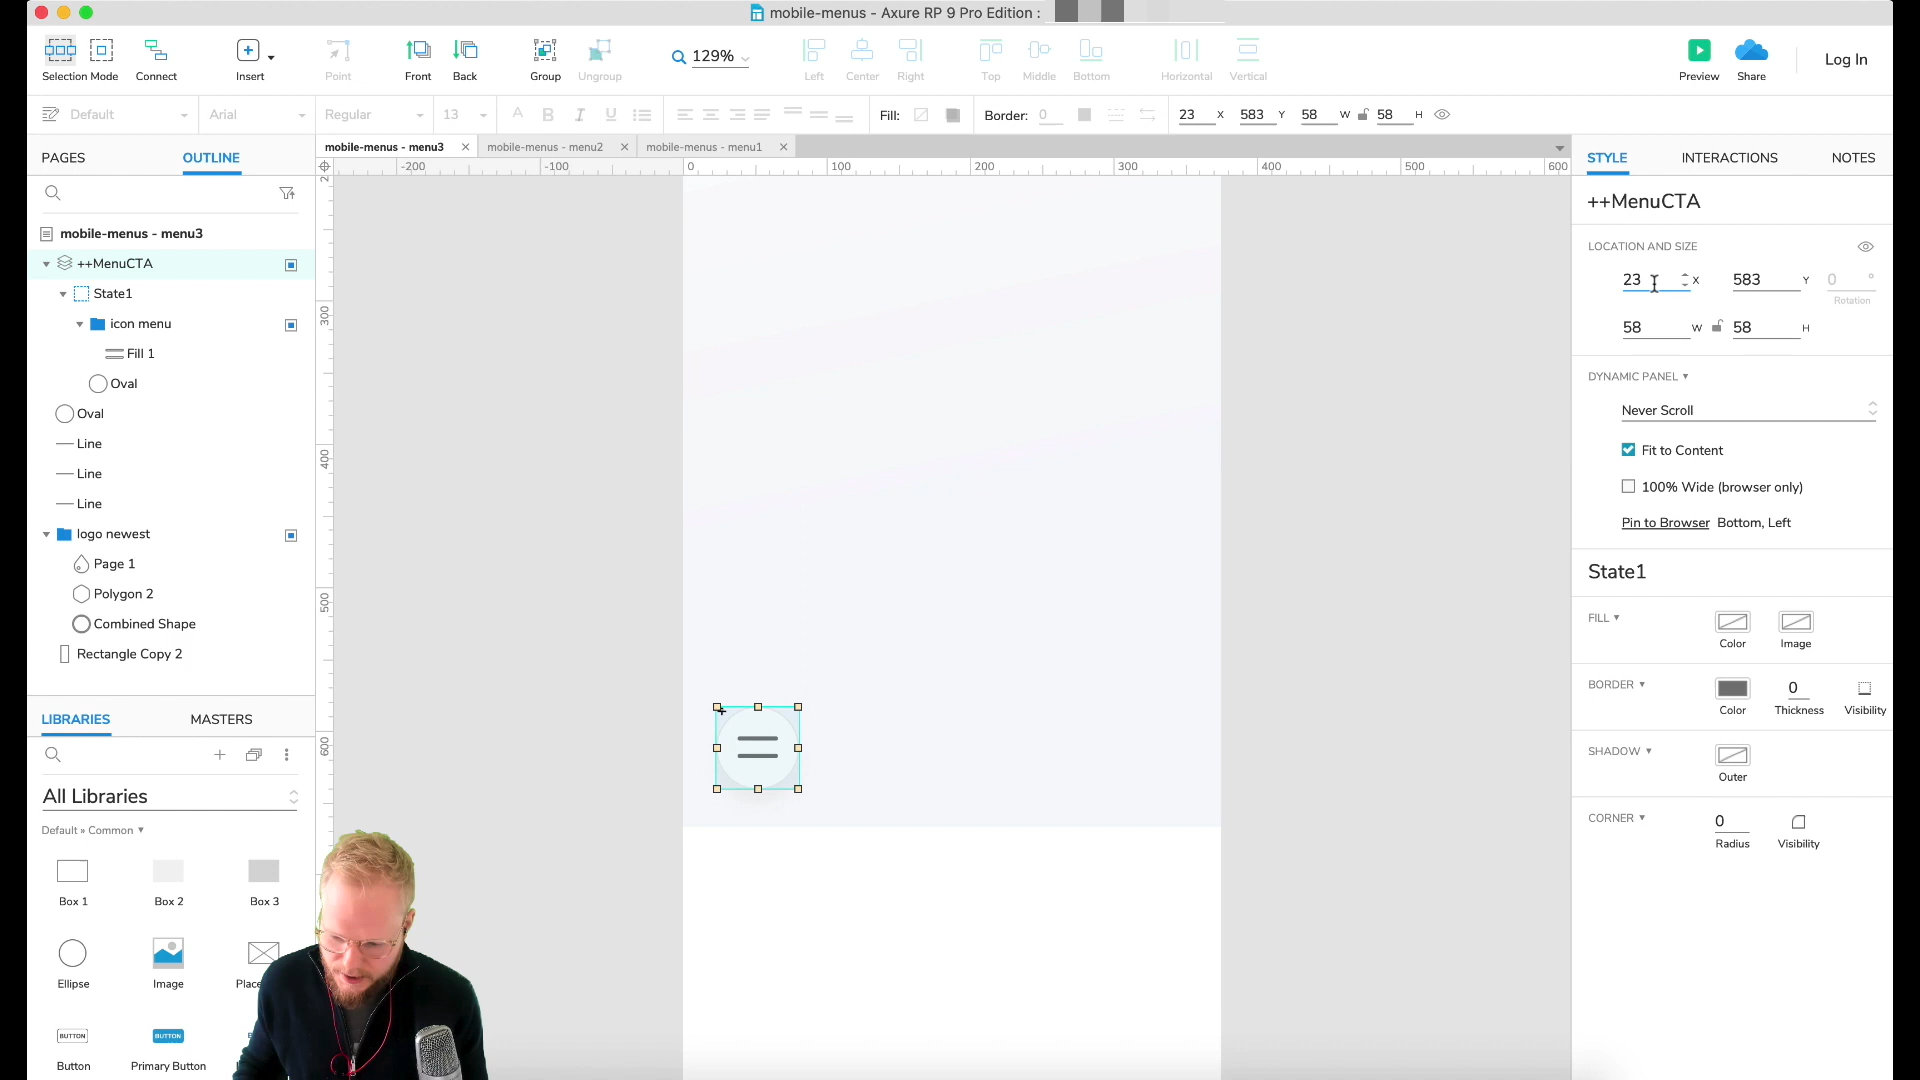 mobile-menus - Axure RP 9 Pro Edition :
Selection Mode
Connect
Insert
Point
Front
Back
Group
Ungroup
129%
Left
Center
Right
Top
Middle
Bottom
Horizontal
Vertical
Preview
Share
Log In
Default
Arial
Regular
13
A B I U
Fill:
Border: 0
23 X 583 Y 58 W 58 H
PAGES
OUTLINE
mobile-menus - menu3
mobile-menus - menu2
mobile-menus - menu1
-200 -100 0 100 200 300 400 500 600
STYLE
INTERACTIONS
NOTES
mobile-menus - menu3
++MenuCTA
State1
icon menu
Fill 1
Oval
Oval
Line
Line
Line
logo newest
Page 1
Polygon 2
Combined Shape
Rectangle Copy 2
300
400
500
600
LIBRARIES
MASTERS
All Libraries
Default » Common
Box 1
Box 2
Box 3
Ellipse
Image
Place
BUTTON
BUTTON
Button
Primary Button
++MenuCTA
LOCATION AND SIZE
23 X 583 Y 0 °
Rotation
58 W 58 H
DYNAMIC PANEL
Never Scroll
Fit to Content
100% Wide (browser only)
Pin to Browser Bottom, Left
State1
FILL
Color
Image
BORDER
0
Color
Thickness
Visibility
SHADOW
Outer
CORNER
0
Radius
Visibility